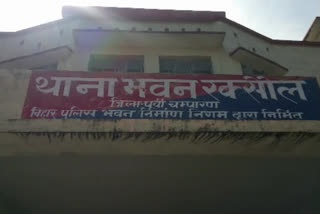 थाना भवन रक्सौल
जिला-पूर्वी चम्पारण
बिहार पुलिस भवन निर्माण निगम द्वारा निर्मित